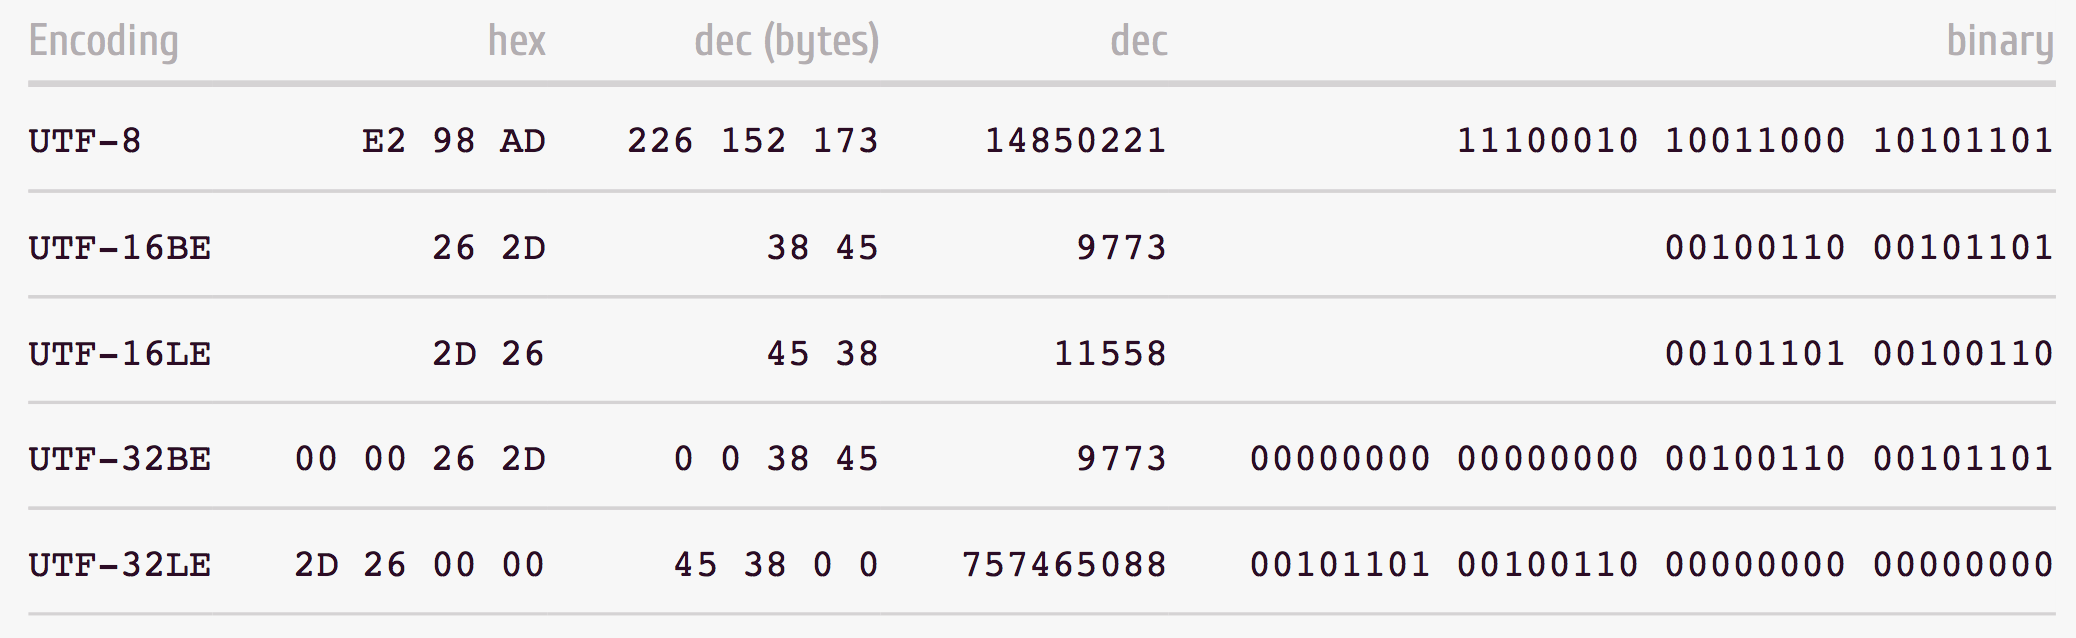 Encoding hex dec (bytes) dec binary
UTF-8 E2 98 AD 226 152 173 14850221 11100010 10011000 10101101
UTF-16BE 26 2D 38 45 9773 00100110 00101101
UTF-16LE 2D 26 45 38 11558 00101101 00100110
UTF-32BE 00 00 26 2D 0 0 38 45 9773 00000000 00000000 00100110 00101101
UTF-32LE 2D 26 00 00 45 38 0 0 757465088 00101101 00100110 00000000 00000000